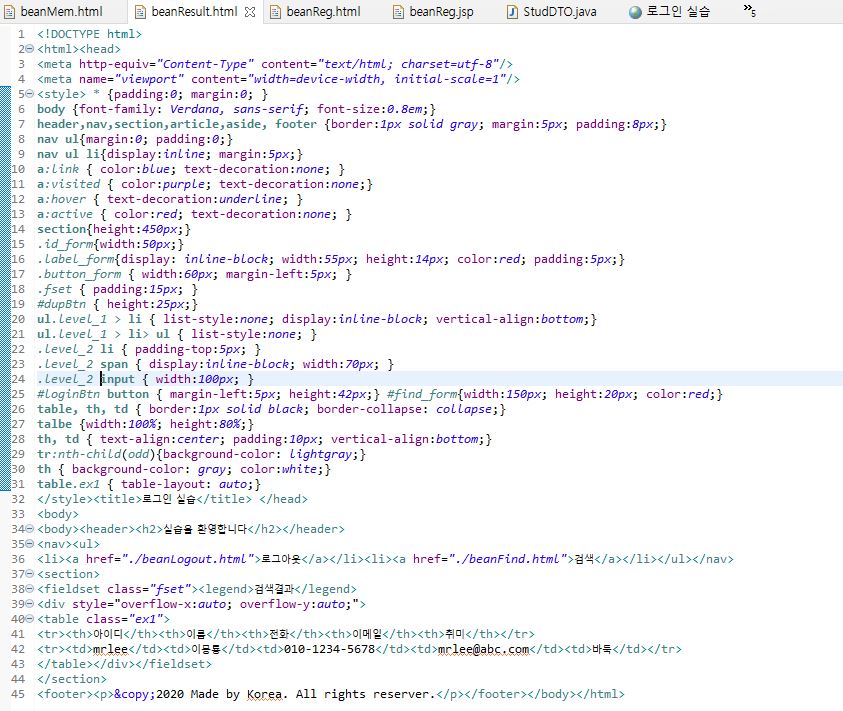 beanMem.html beanResult.html beanReg.html beanReg.jsp StudDTO.java 로그인 실습 »5
1 <!DOCTYPE html>
2 <html><head>
3 <meta http-equiv="Content-Type" content="text/html; charset=utf-8"/>
4 <meta name="viewport" content="width=device-width, initial-scale=1"/>
5 <style> * {padding:0; margin:0; }
6 body {font-family: Verdana, sans-serif; font-size:0.8em;}
7 header,nav,section,article,aside, footer {border:1px solid gray; margin:5px; padding:8px;}
8 nav ul{margin:0; padding:0;}
9 nav ul li{display:inline; margin:5px;}
10 a:link { color:blue; text-decoration:none; }
11 a:visited { color:purple; text-decoration:none;}
12 a:hover { text-decoration:underline; }
13 a:active { color:red; text-decoration:none; }
14 section{height:450px;}
15 .id_form{width:50px;}
16 .label_form{display: inline-block; width:55px; height:14px; color:red; padding:5px;}
17 .button_form { width:60px; margin-left:5px; }
18 .fset { padding:15px; }
19 #dupBtn { height:25px;}
20 ul.level_1 > li { list-style:none; display:inline-block; vertical-align:bottom;}
21 ul.level_1 > li> ul { list-style:none; }
22 .level_2 li { padding-top:5px; }
23 .level_2 span { display:inline-block; width:70px; }
24 .level_2 input { width:100px; }
25 #loginBtn button { margin-left:5px; height:42px;} #find_form{width:150px; height:20px; color:red;}
26 table, th, td { border:1px solid black; border-collapse: collapse;}
27 talbe {width:100%; height:80%;}
28 th, td { text-align:center; padding:10px; vertical-align:bottom;}
29 tr:nth-child(odd){background-color: lightgray;}
30 th { background-color: gray; color:white;}
31 table.ex1 { table-layout: auto;}
32 </style><title>로그인 실습</title> </head>
33 <body>
34 <body><header><h2>실습을 환영합니다</h2></header>
35 <nav><ul>
36 <li><a href="./beanLogout.html">로그아웃</a></li><li><a href="./beanFind.html">검색</a></li></ul></nav>
37 <section>
38 <fieldset class="fset"><legend>검색결과</legend>
39 <div style="overflow-x:auto; overflow-y:auto;">
40 <table class="ex1">
41 <tr><th>아이디</th><th>이름</th><th>전화</th><th>이메일</th><th>취미</th></tr>
42 <tr><td>mrlee</td><td>이몽룡</td><td>010-1234-5678</td><td>mrlee@abc.com</td><td>바둑</td></tr>
43 </table></div></fieldset>
44 </section>
45 <footer><p>&copy;2020 Made by Korea. All rights reserver.</p></footer></body></html>